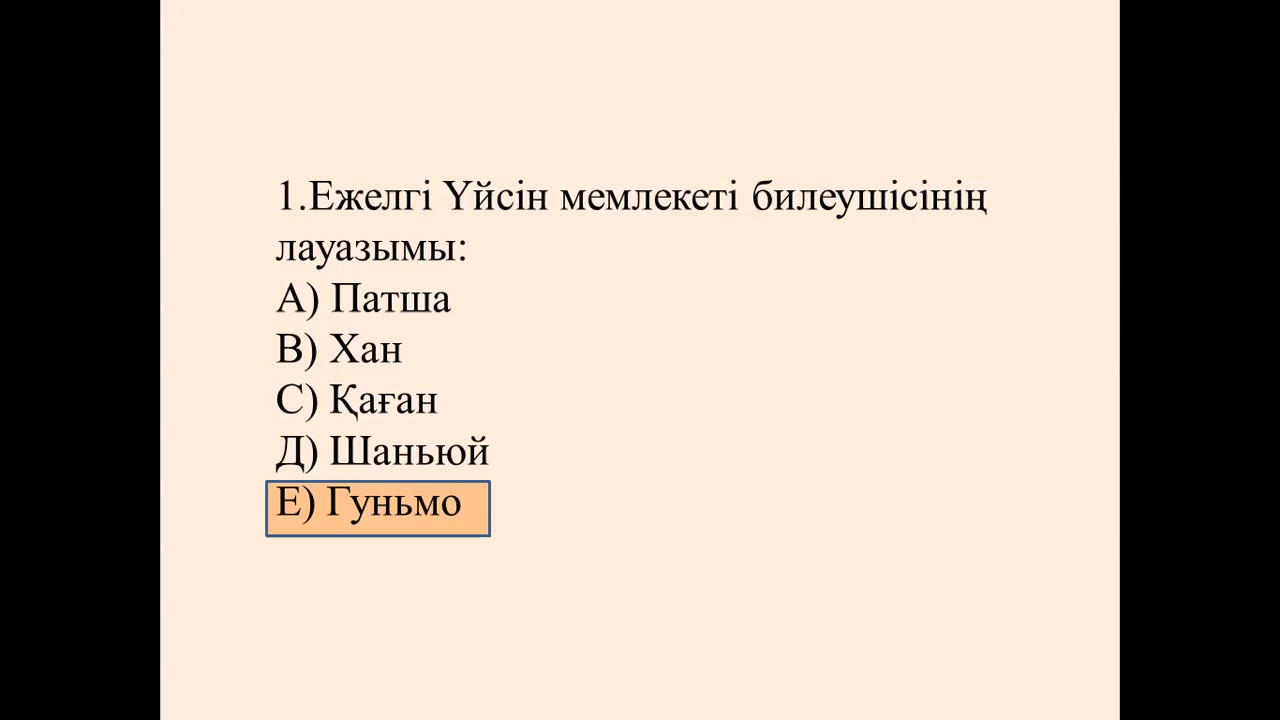 1.Ежелгі Үйсін мемлекеті билеушісінің
лауазымы:
А) Патша
В) Хан
С) Қаған
Д) Шаньюй
Е) Гуньмо